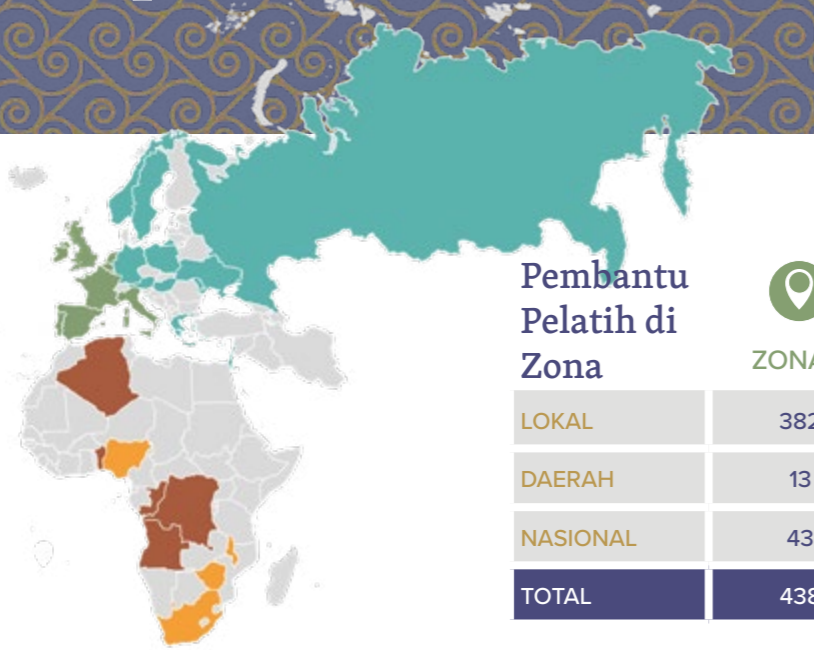 Pembantu
Pelatih di
Zona
ZONA
LOKAL 382
DAERAH 13
NASIONAL 43
TOTAL 438